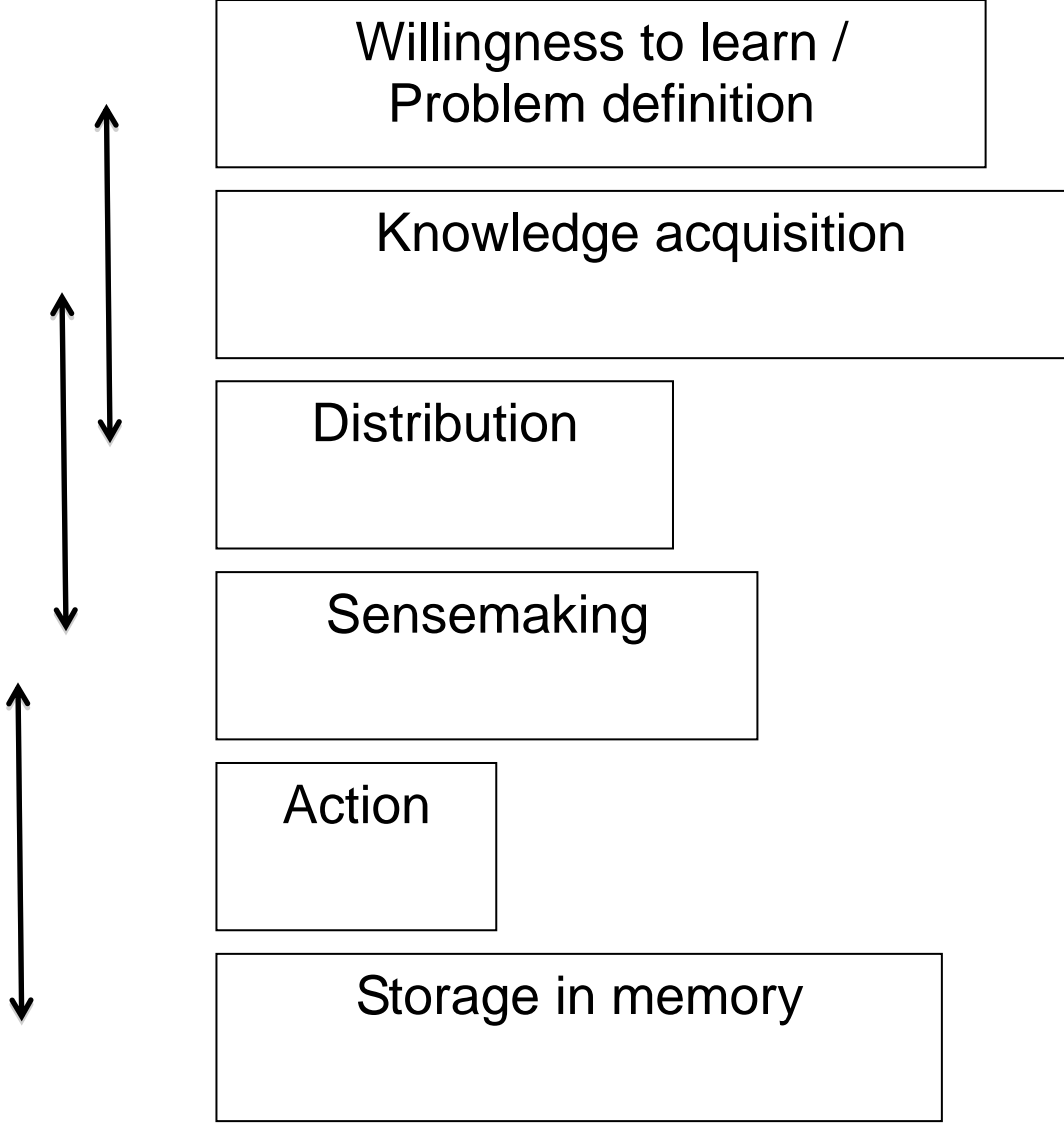 Willingness to learn /
Problem definition
Knowledge acquisition
Distribution
Sensemaking
Action
Storage in memory